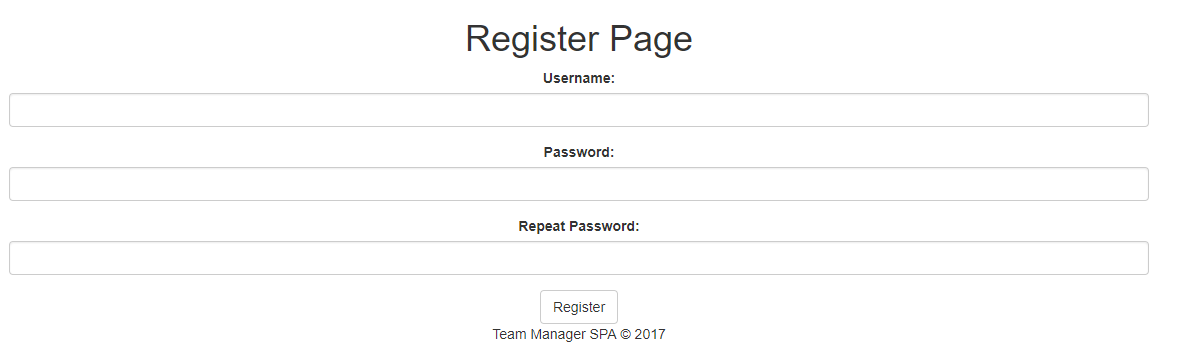 Register Page
Username:
Password:
Repeat Password:
Register
Team Manager SPA © 2017